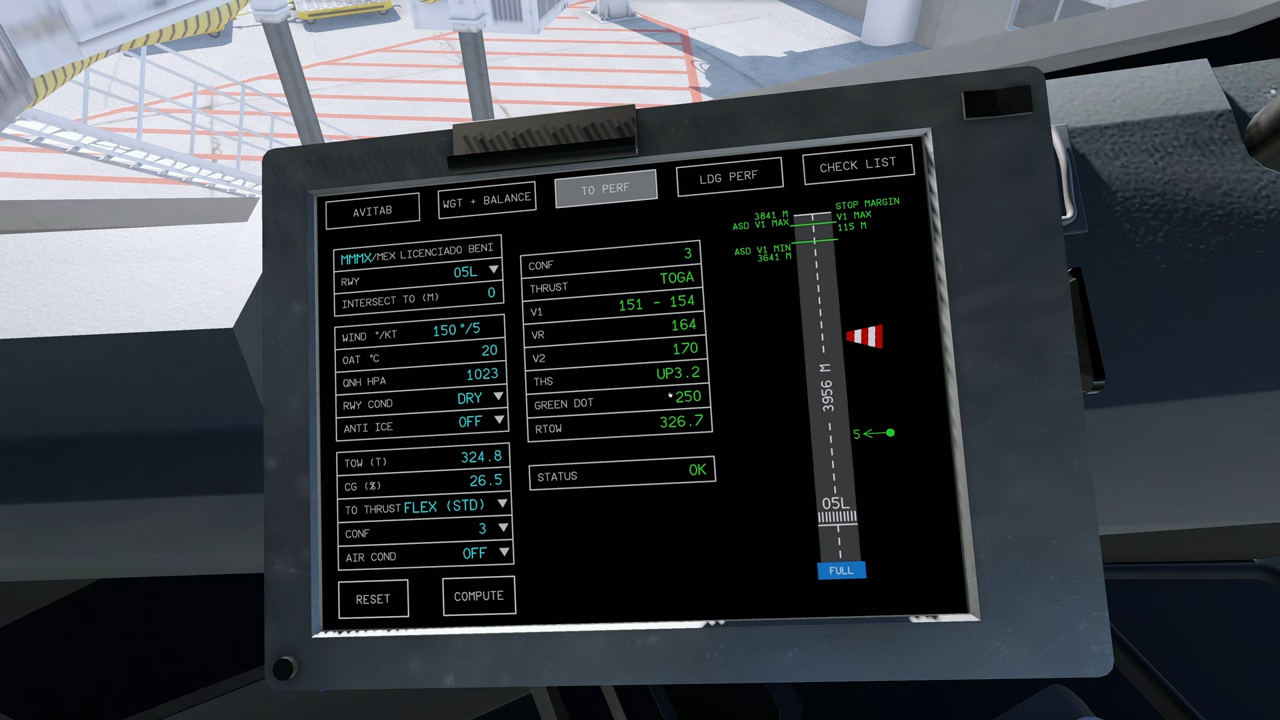 AVITAB
WGT + BALANCE
TO PERF
LDG PERF
CHECK LIST
MMMX/MEX LICENCIADO BENI
RWY 05L
INTERSECT TO (M) 0
WIND °/KT 150°/5
OAT °C 20
QNH HPA 1023
RWY COND DRY
ANTI ICE OFF
TOW (T) 324.8
CG (%) 26.5
TO THRUST FLEX (STD)
CONF 3
AIR COND OFF
RESET
COMPUTE
CONF 3
THRUST TOGA
V1 151 - 154
VR 164
V2 170
THS UP3.2
GREEN DOT 250
RTOW 326.7
STATUS OK
3841 M
ASD V1 MAX
STOP MARGIN
V1 MAX
115 M
ASD V1 MIN
3641 M
3956 M
5
05L
FULL